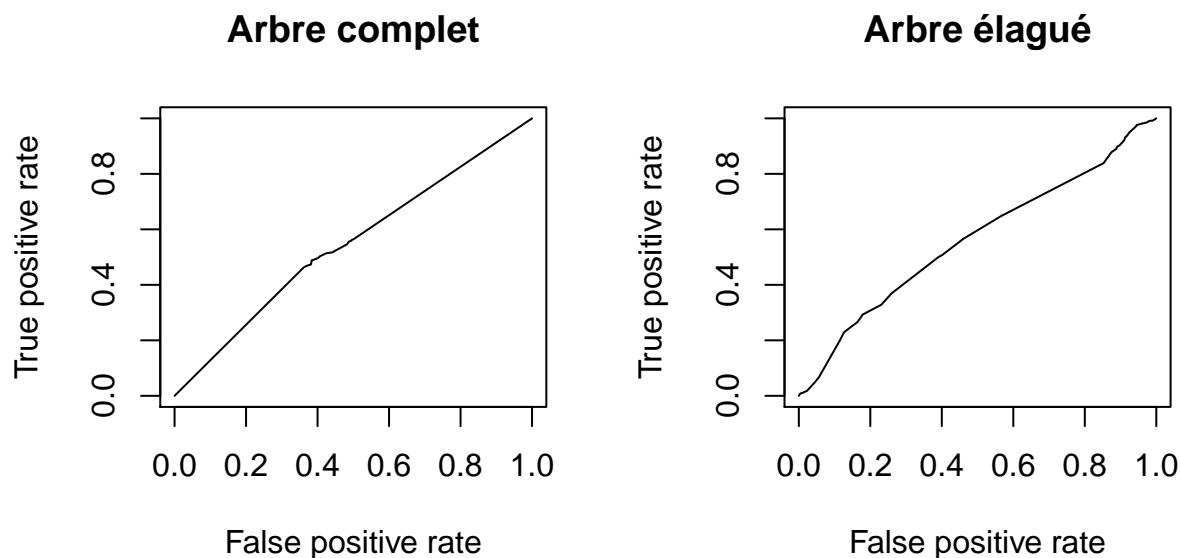 Arbre complet
True positive rate
0.8
0.4
0.0
0.0 0.2 0.4 0.6 0.8 1.0
False positive rate
Arbre élagué
True positive rate
0.8
0.4
0.0
0.0 0.2 0.4 0.6 0.8 1.0
False positive rate